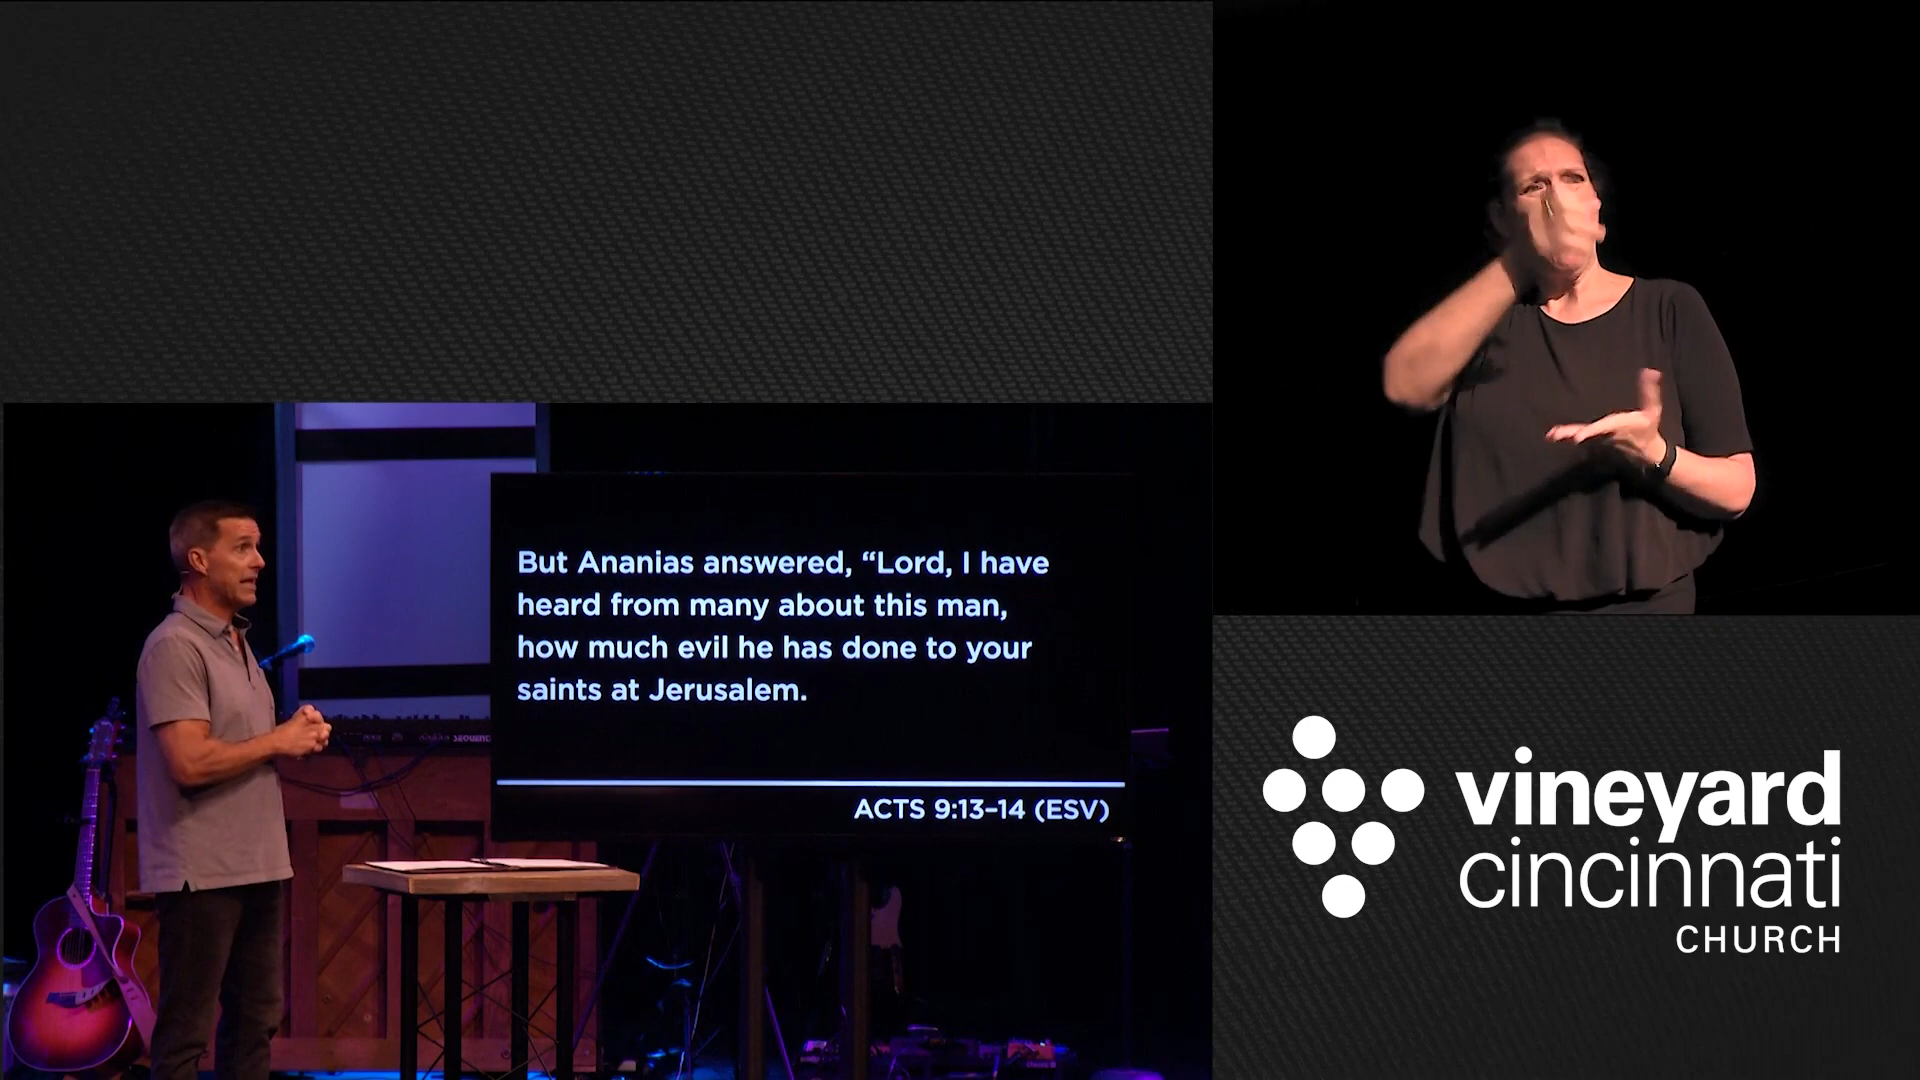 But Ananias answered, “Lord, I have
heard from many about this man,
how much evil he has done to your
saints at Jerusalem.
ACTS 9:13–14 (ESV)
SEQUENT
vineyard
cincinnati
CHURCH